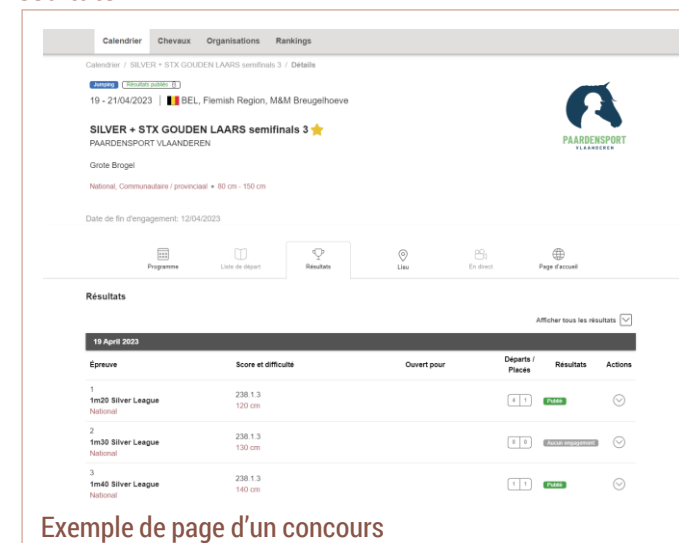 Calendrier Chevaux Organisations Rankings
Calendrier / SILVER + STX GOUDEN LAARS semifinals 3 / Détails
Jumping Résultats publiés
19 - 21/04/2023 | BEL, Flemish Region, M&M Breugelhoeve
SILVER + STX GOUDEN LAARS semifinals 3
PAARDENSPORT VLAANDEREN
PAARDENSPORT
VLAANDEREN
Grote Brogel
National, Communautaire / provinciaal • 80 cm - 150 cm
Date de fin d'engagement: 12/04/2023
Programme Liste de départ Résultats Lieu En direct Page d'accueil
Résultats
Afficher tous les résultats
19 April 2023
Épreuve Score et difficulté Ouvert pour Départs / Placés Résultats Actions
1
1m20 Silver League 238.1.3 4 1 Publié
National 120 cm
2
1m30 Silver League 238.1.3 0 0 Aucun engagement
National 130 cm
3
1m40 Silver League 238.1.3 1 1 Publié
National 140 cm
Exemple de page d'un concours